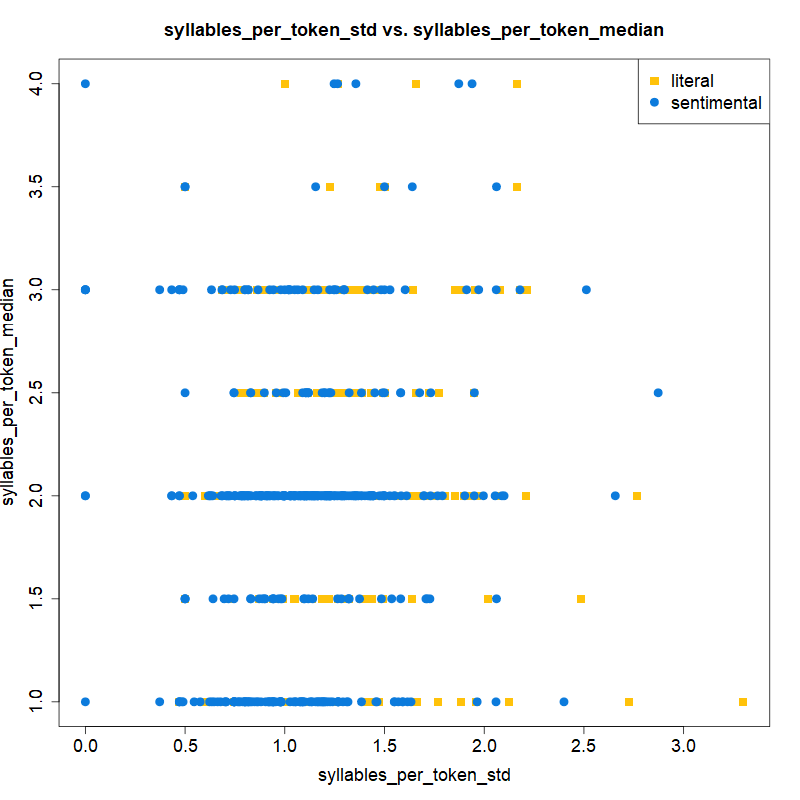 syllables_per_token_std vs. syllables_per_token_median
literal
sentimental
syllables_per_token_median
4.0
3.5
3.0
2.5
2.0
1.5
1.0
0.0 0.5 1.0 1.5 2.0 2.5 3.0
syllables_per_token_std